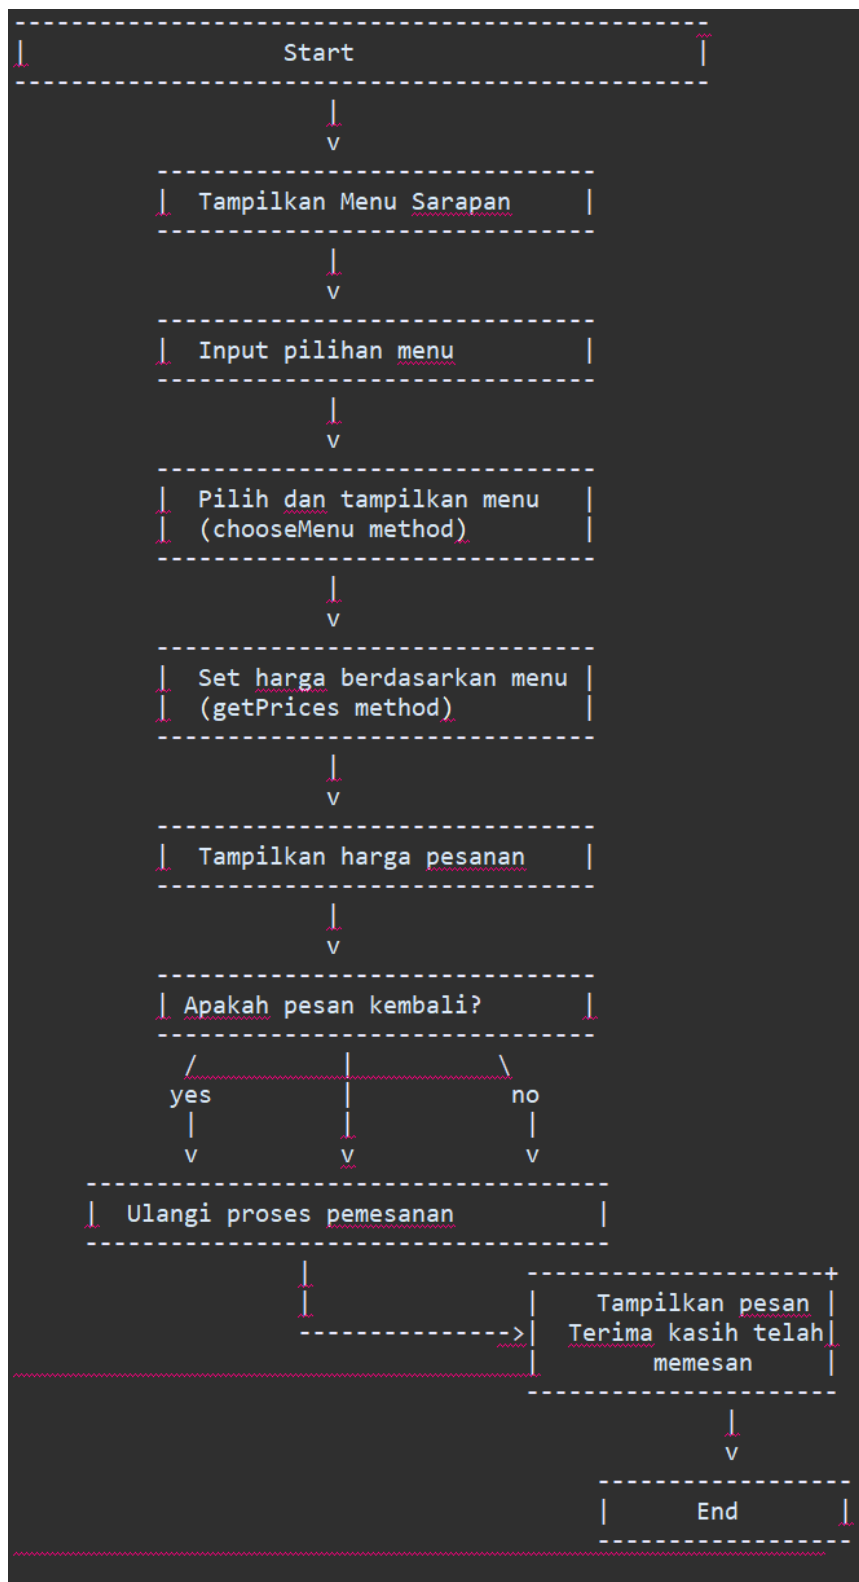 Start
v
Tampilkan Menu Sarapan
v
Input pilihan menu
v
Pilih dan tampilkan menu
(chooseMenu method)
v
Set harga berdasarkan menu
(getPrices method)
v
Tampilkan harga pesanan
v
Apakah pesan kembali?
yes no
v v v
Ulangi proses pemesanan
Tampilkan pesan
Terima kasih telah
memesan
v
End